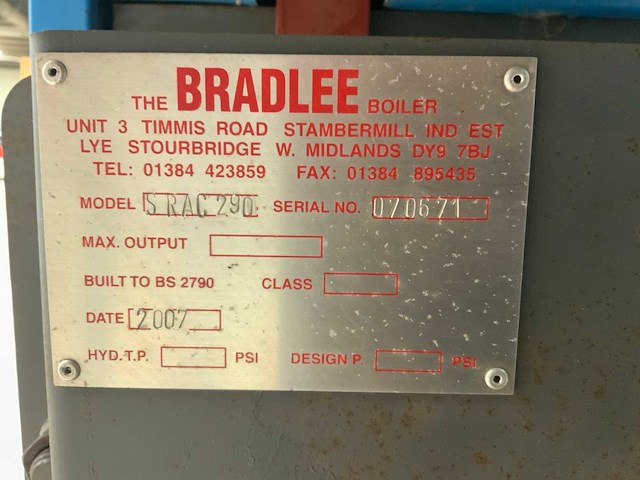 THE BRADLEE BOILER
UNIT 3 TIMMIS ROAD STAMBERMILL IND EST
LYE STOURBRIDGE W. MIDLANDS DY9 7BJ
TEL: 01384 423859 FAX: 01384 895435
MODEL S RAC 290 SERIAL NO. 070671
MAX. OUTPUT
BUILT TO BS 2790 CLASS
DATE 2007
HYD.T.P. PSI DESIGN P. PSI.